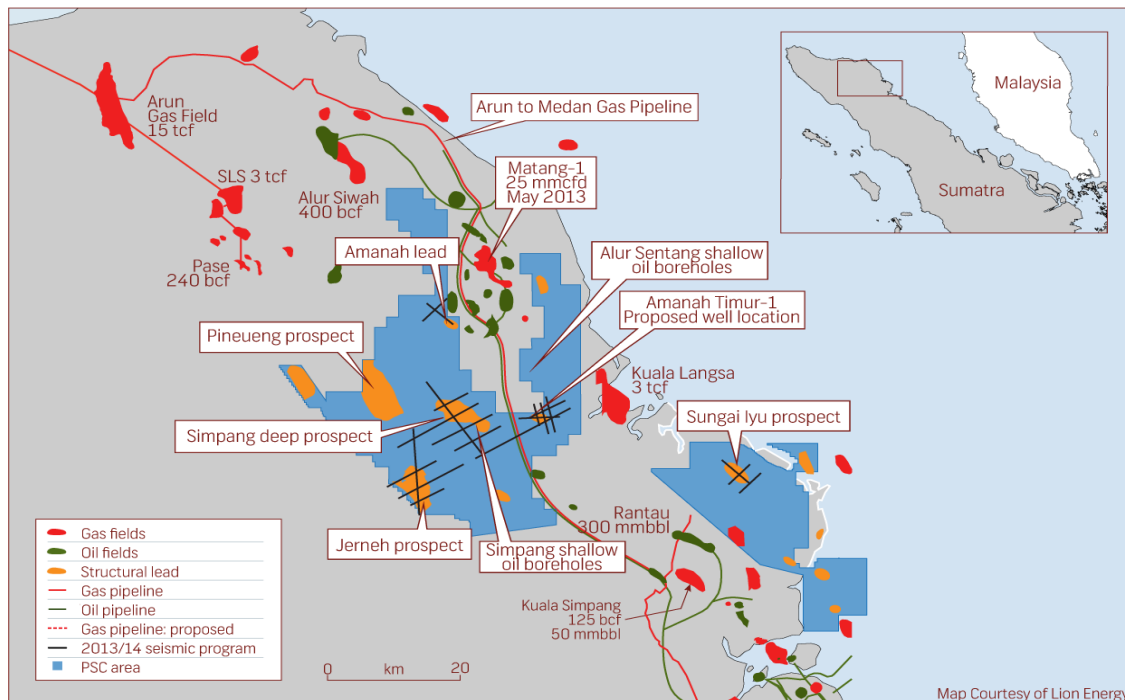 Arun
Gas Field
15 tcf
SLS 3 tcf
Pase
240 bcf
Alur Siwah
400 bcf
Arun to Medan Gas Pipeline
Matang-1
25 mmcfd
May 2013
Malaysia
Sumatra
Amanah lead
Alur Sentang shallow
oil boreholes
Amanah Timur-1
Proposed well location
Pineueng prospect
Kuala Langsa
3 tcf
Simpang deep prospect
Sungai Iyu prospect
Jerneh prospect
Simpang shallow
oil boreholes
Rantau
300 mmbbl
Kuala Simpang
125 bcf
50 mmbbl
Gas fields
Oil fields
Structural lead
Gas pipeline
Oil pipeline
Gas pipeline: proposed
2013/14 seismic program
PSC area
0 km 20
Map Courtesy of Lion Energy